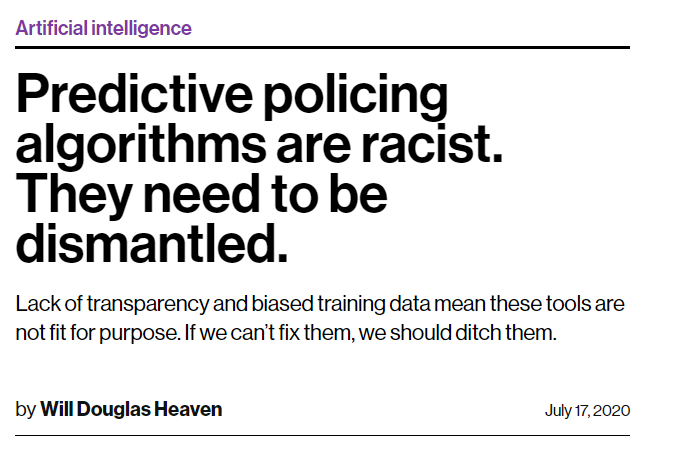 Artificial intelligence
Predictive policing
algorithms are racist.
They need to be
dismantled.
Lack of transparency and biased training data mean these tools are
not fit for purpose. If we can’t fix them, we should ditch them.
by Will Douglas Heaven
July 17, 2020